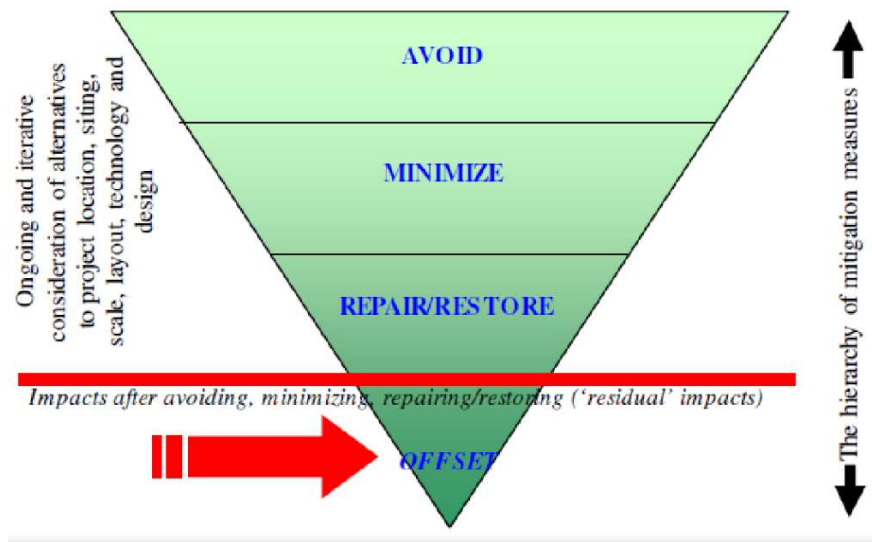 Ongoing and iterative
consideration of alternatives
to project location, siting,
scale, layout, technology and
design
AVOID
MINIMIZE
REPAIR/RESTORE
Impacts after avoiding, minimizing, repairing/restoring (‘residual’ impacts)
OFFSET
The hierarchy of mitigation measures